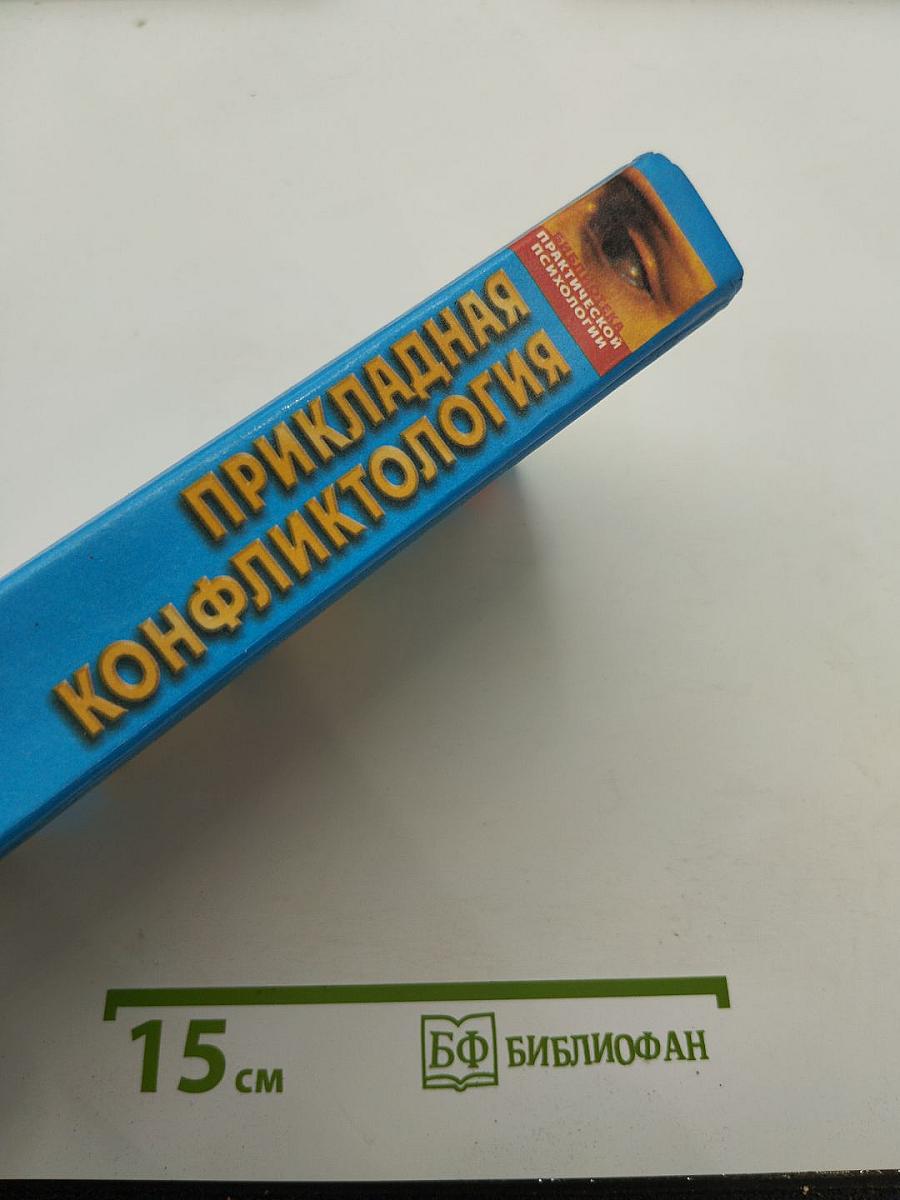 БИБЛИОТЕКА
ПРАКТИЧЕСКОЙ
ПСИХОЛОГИИ
ПРИКЛАДНАЯ
КОНФЛИКТОЛОГИЯ
15 см
БФ БИБЛИОФАН